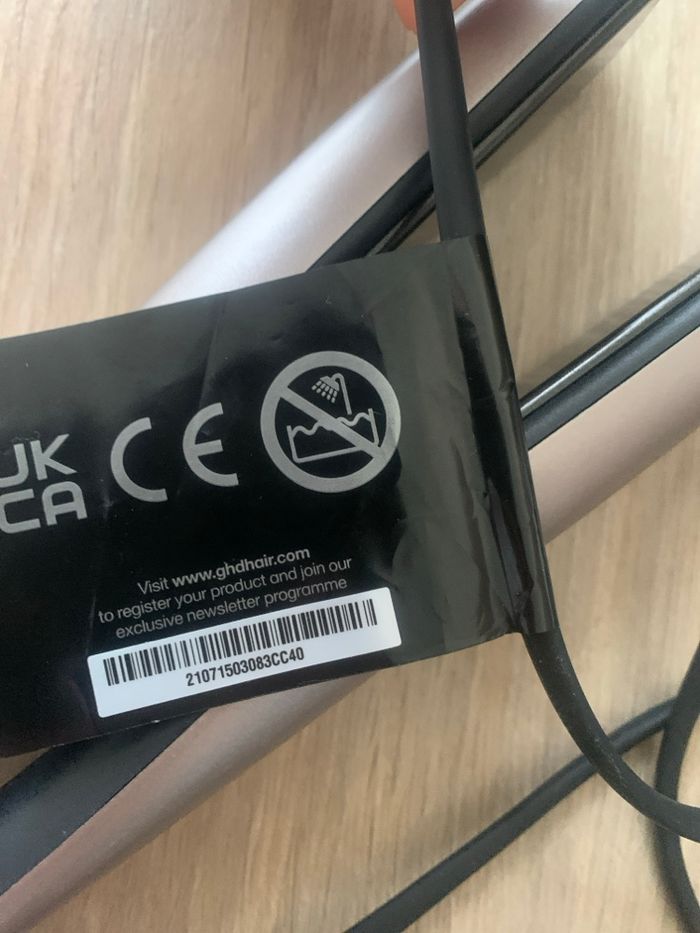 UK
CA
CE
Visit www.ghdhair.com
to register your product and join our
exclusive newsletter programme
21071503083CC40